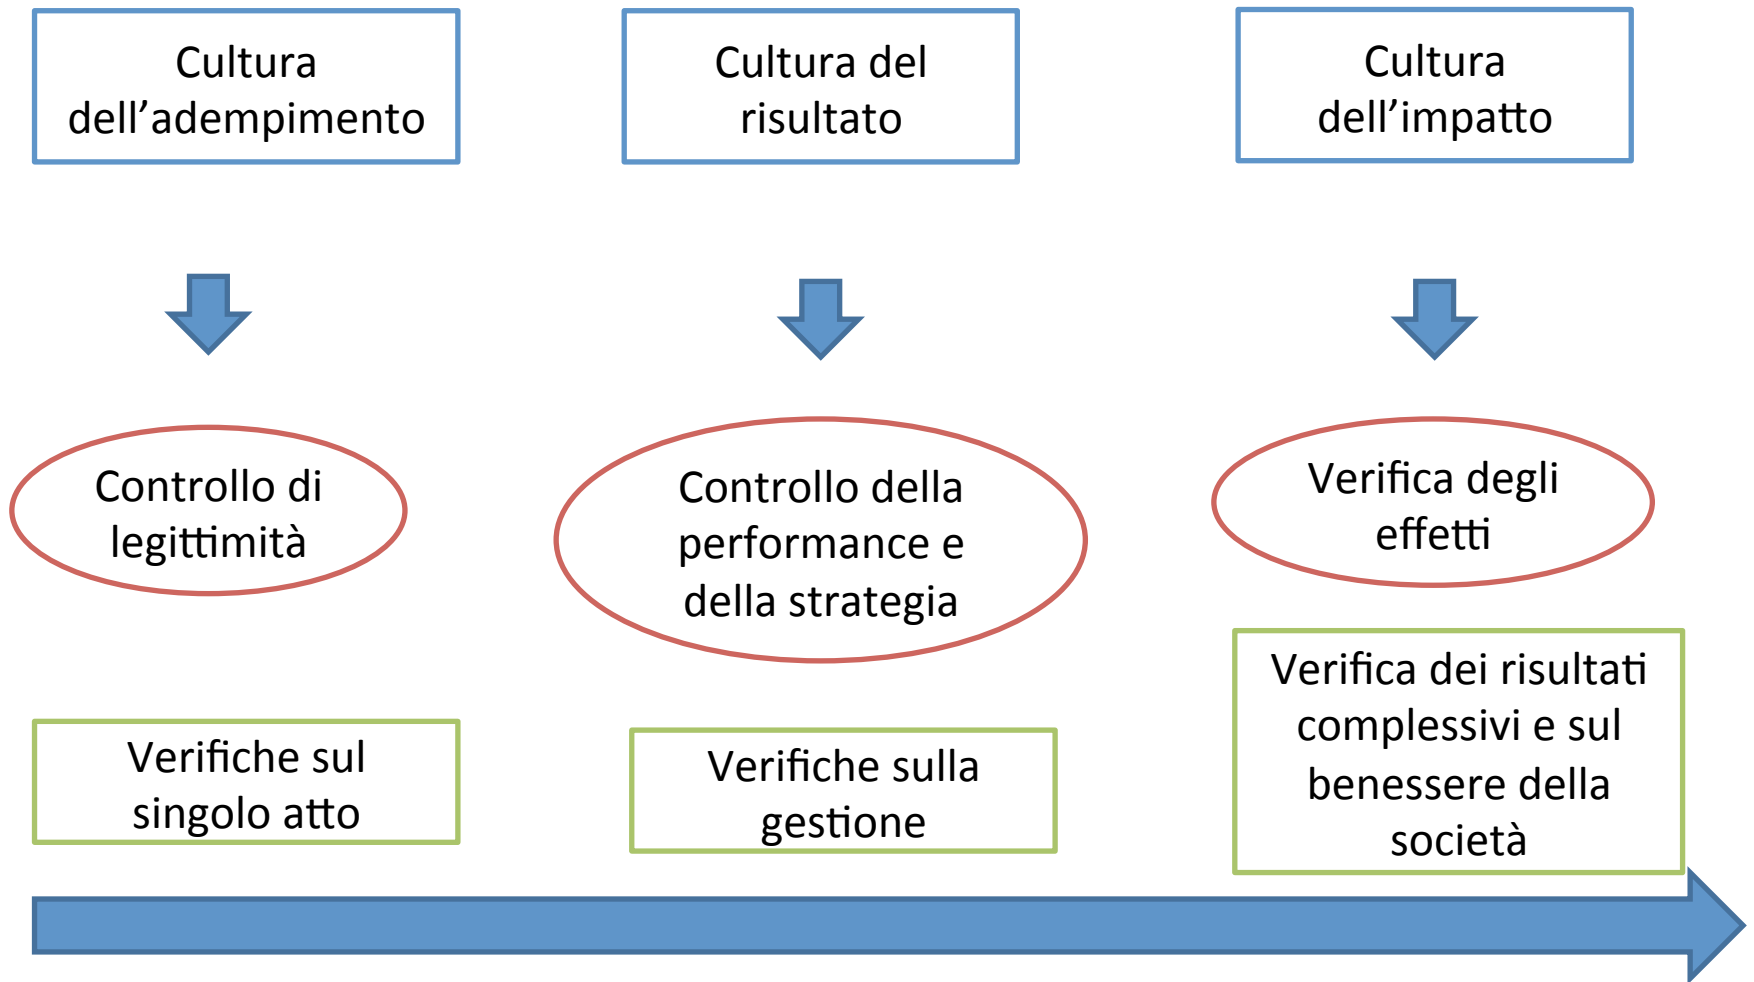 Cultura
dell’adempimento
Cultura del
risultato
Cultura
dell’impatto
Controllo di
legittimità
Controllo della
performance e
della strategia
Verifica degli
effetti
Verifiche sul
singolo atto
Verifiche sulla
gestione
Verifica dei risultati
complessivi e sul
benessere della
società